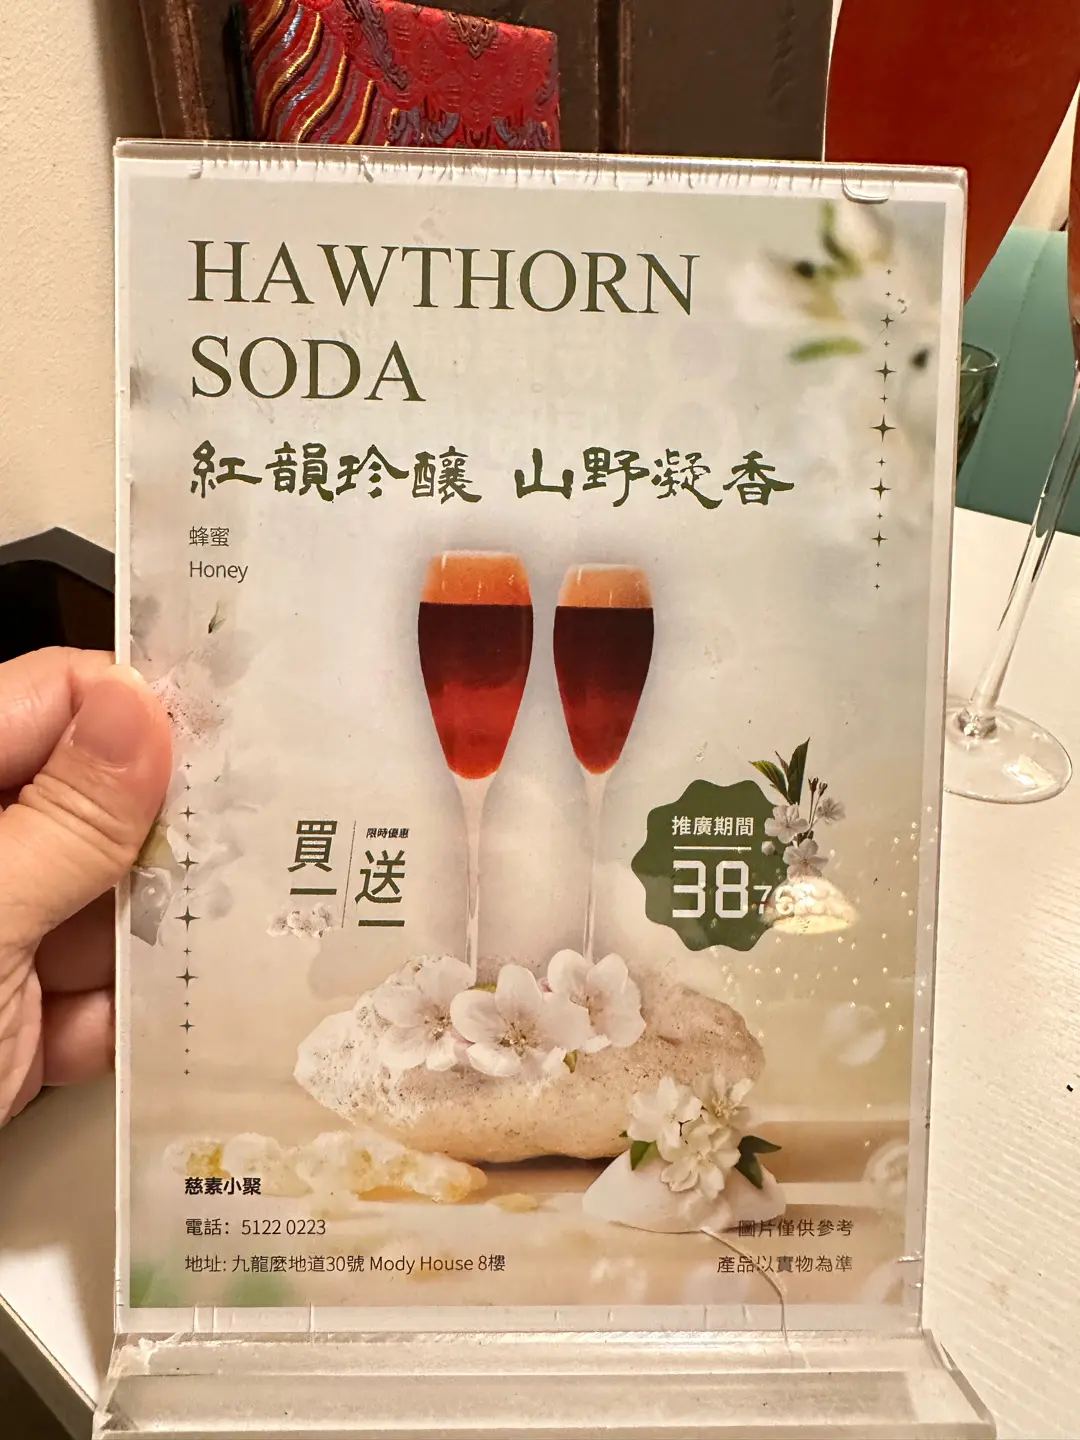 HAWTHORN
SODA
紅韻珍釀 山野凝香
蜂蜜
Honey
買一
限時優惠
送一
推廣期間
38
慈素小聚
電話：5122 0223
地址: 九龍麼地道30號 Mody House 8樓
圖片僅供參考
產品以實物為準